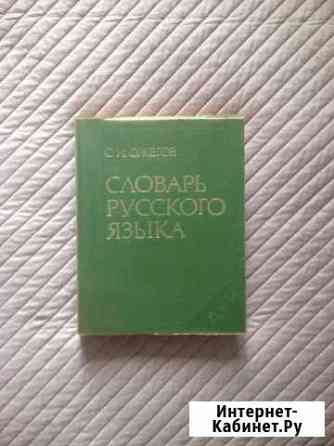 С. И. ОЖЕГОВ
СЛОВАРЬ
РУССКОГО
ЯЗЫКА
Интернет-
Кабинет.Ру